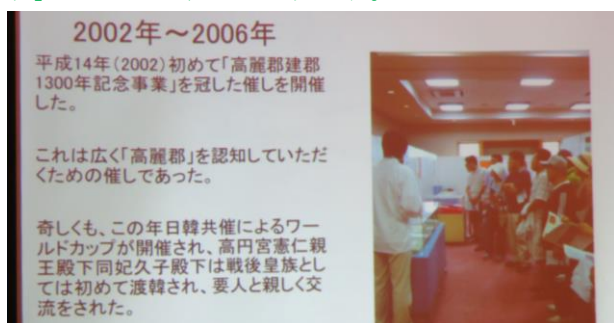 2002年～2006年
平成14年(2002)初めて「高麗郡建郡
1300年記念事業」を冠した催しを開催
した。
これは広く「高麗郡」を認知していただ
くための催しであった。
奇しくも、この年日韓共催によるワー
ルドカップが開催され、高円宮憲仁親
王殿下同妃久子殿下は戦後皇族とし
ては初めて渡韓され、要人と親しく交
流をされた。